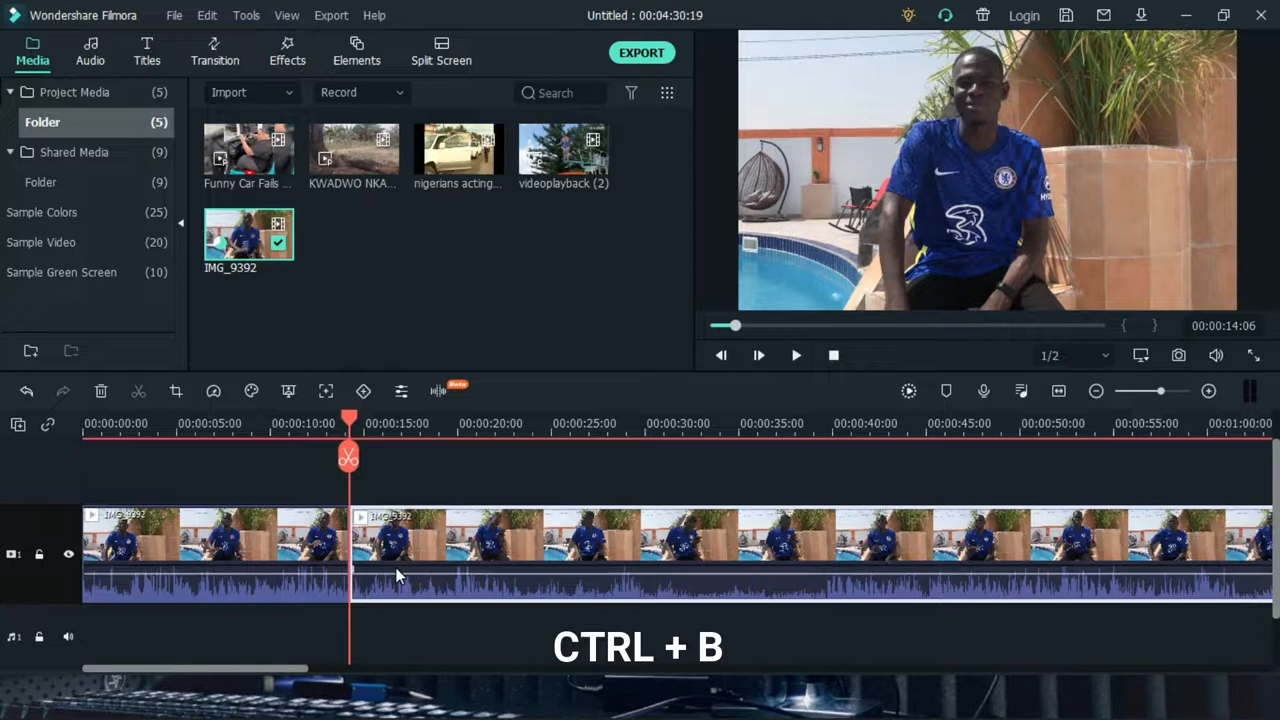 Wondershare Filmora File Edit Tools View Export Help Untitled : 00:04:30:19 Login
Media Audio Titles Transition Effects Elements Split Screen EXPORT
Project Media (5) Import Record Search
Folder (5)
Shared Media (9)
Folder (9)
Sample Colors (25)
Sample Video (20)
Sample Green Screen (10)
Funny Car Fails ... KWADWO NKA... nigerians acting... videoplayback (2)
IMG_9392
HY
00:00:14:06
1/2
Beta
00:00:00:00 00:00:05:00 00:00:10:00 00:00:15:00 00:00:20:00 00:00:25:00 00:00:30:00 00:00:35:00 00:00:40:00 00:00:45:00 00:00:50:00 00:00:55:00 00:01:00:00
IMG_9392 IMG_9392
1
1
CTRL + B